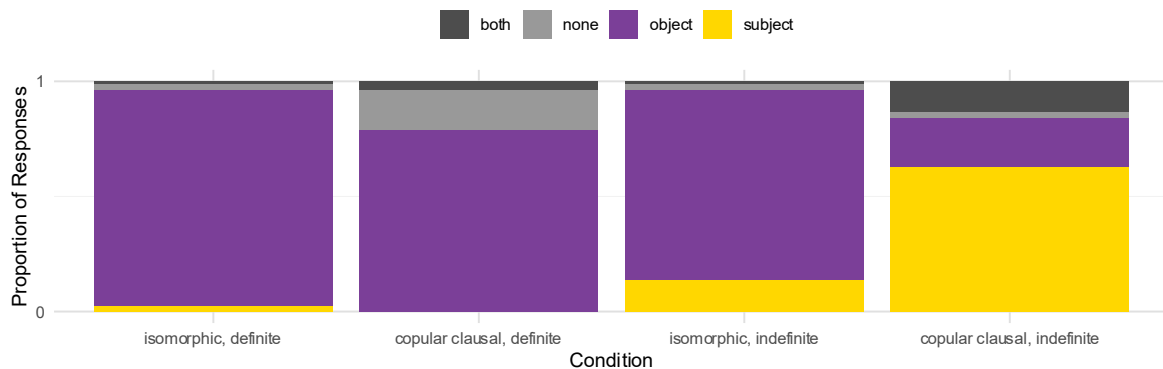 both none object subject
Proportion of Responses
1
0
isomorphic, definite copular clausal, definite isomorphic, indefinite copular clausal, indefinite
Condition